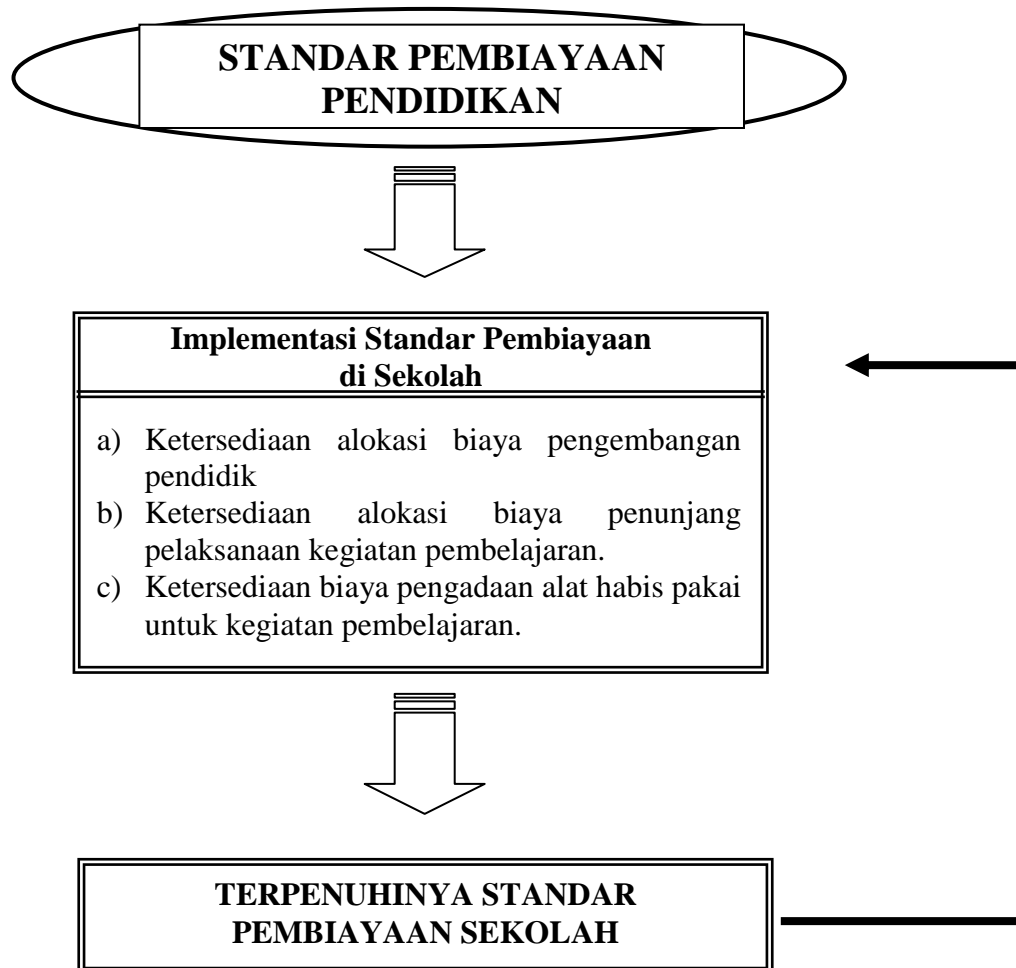 STANDAR PEMBIAYAAN
PENDIDIKAN
Implementasi Standar Pembiayaan
di Sekolah
a) Ketersediaan alokasi biaya pengembangan
pendidik
b) Ketersediaan alokasi biaya penunjang
pelaksanaan kegiatan pembelajaran.
c) Ketersediaan biaya pengadaan alat habis pakai
untuk kegiatan pembelajaran.
TERPENUHINYA STANDAR
PEMBIAYAAN SEKOLAH